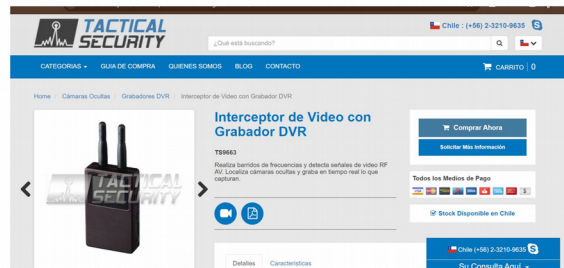 TACTICAL
SECURITY
Chile : (+56) 2-3210-9635
¿Qué está buscando?
CATEGORIAS
GUIA DE COMPRA
QUIENES SOMOS
BLOG
CONTACTO
CARRITO | 0
Home / Cámaras Ocultas / Grabadores DVR / Interceptor de Video con Grabador DVR
TACTICAL
SECURITY
Interceptor de Video con
Grabador DVR
TS9663
Realiza barridos de frecuencias y detecta señales de video RF
AV. Localiza cámaras ocultas y graba en tiempo real lo que
capturan.
Detalles
Características
Comprar Ahora
Solicitar Más Información
Todos los Medios de Pago
Stock Disponible en Chile
Chile (+56) 2-3210-9635
Su Consulta Aquí